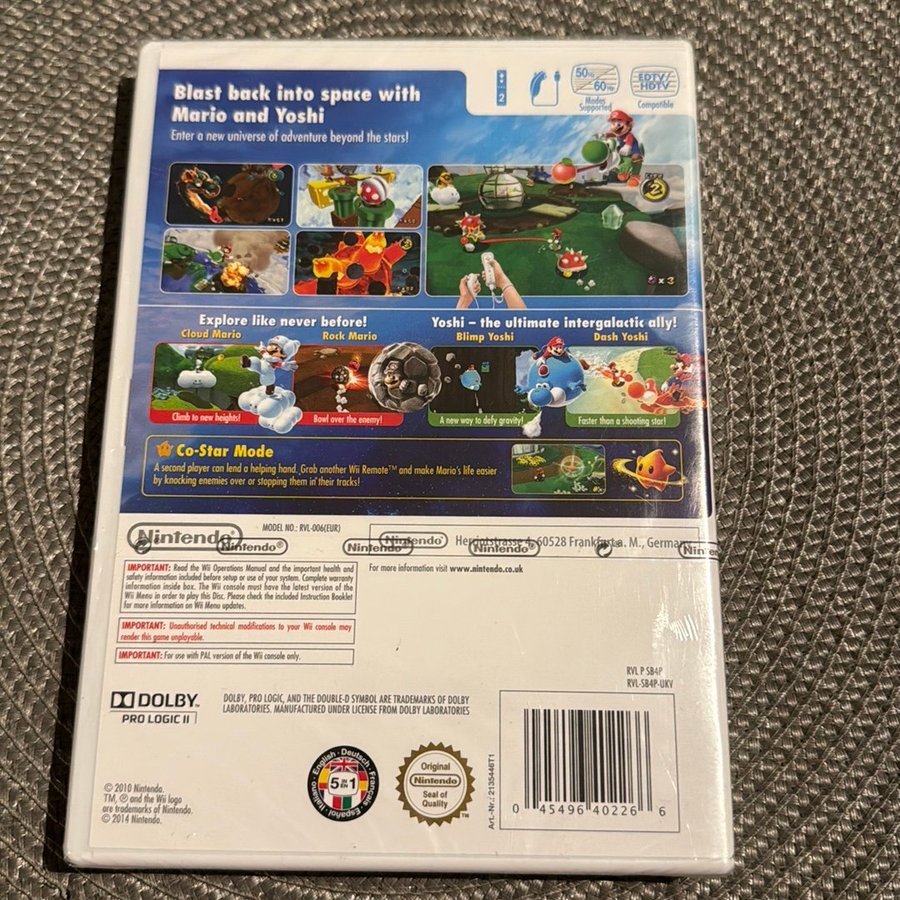 Blast back into space with
Mario and Yoshi
Enter a new universe of adventure beyond the stars!
2
50Hz
60Hz
Modes
Supported
EDTV/
HDTV
Compatible
2
x 3
Explore like never before!
Cloud Mario
Rock Mario
Climb to new heights!
Bowl over the enemy!
Yoshi – the ultimate intergalactic ally!
Blimp Yoshi
Dash Yoshi
A new way to defy gravity!
Faster than a shooting star!
Co-Star Mode
A second player can lend a helping hand. Grab another Wii Remote™ and make Mario's life easier
by knocking enemies over or stopping them in their tracks!
Nintendo
MODEL NO.: RVL-006(EUR)
Herriotstrasse 4, 60528 Frankfurt a. M., Germany
Nintendo®
Nintendo
Nintendo
Nintendo®
Ninten
IMPORTANT: Read the Wii Operations Manual and the important health and
safety information included before setup or use of your system. Complete warranty
information inside box. The Wii console must have the latest version of the
Wii Menu in order to play this Disc. Please check the included Instruction Booklet
for more information on Wii Menu updates.
For more information visit www.nintendo.co.uk
IMPORTANT: Unauthorised technical modifications to your Wii console may
render this game unplayable.
IMPORTANT: For use with PAL version of the Wii console only.
RVL P SB4P
RVL-SB4P-UKV
DOLBY
PRO LOGIC II
DOLBY, PRO LOGIC, AND THE DOUBLE-D SYMBOL ARE TRADEMARKS OF DOLBY
LABORATORIES. MANUFACTURED UNDER LICENSE FROM DOLBY LABORATORIES
© 2010 Nintendo.
TM, ® and the Wii logo
are trademarks of Nintendo.
© 2014 Nintendo.
English · Deutsch · Français · Español · Italiano
5 IN 1
Original
Nintendo
Seal of
Quality
TM
Art.-Nr.: 2135446T1
0 45496 40226 6